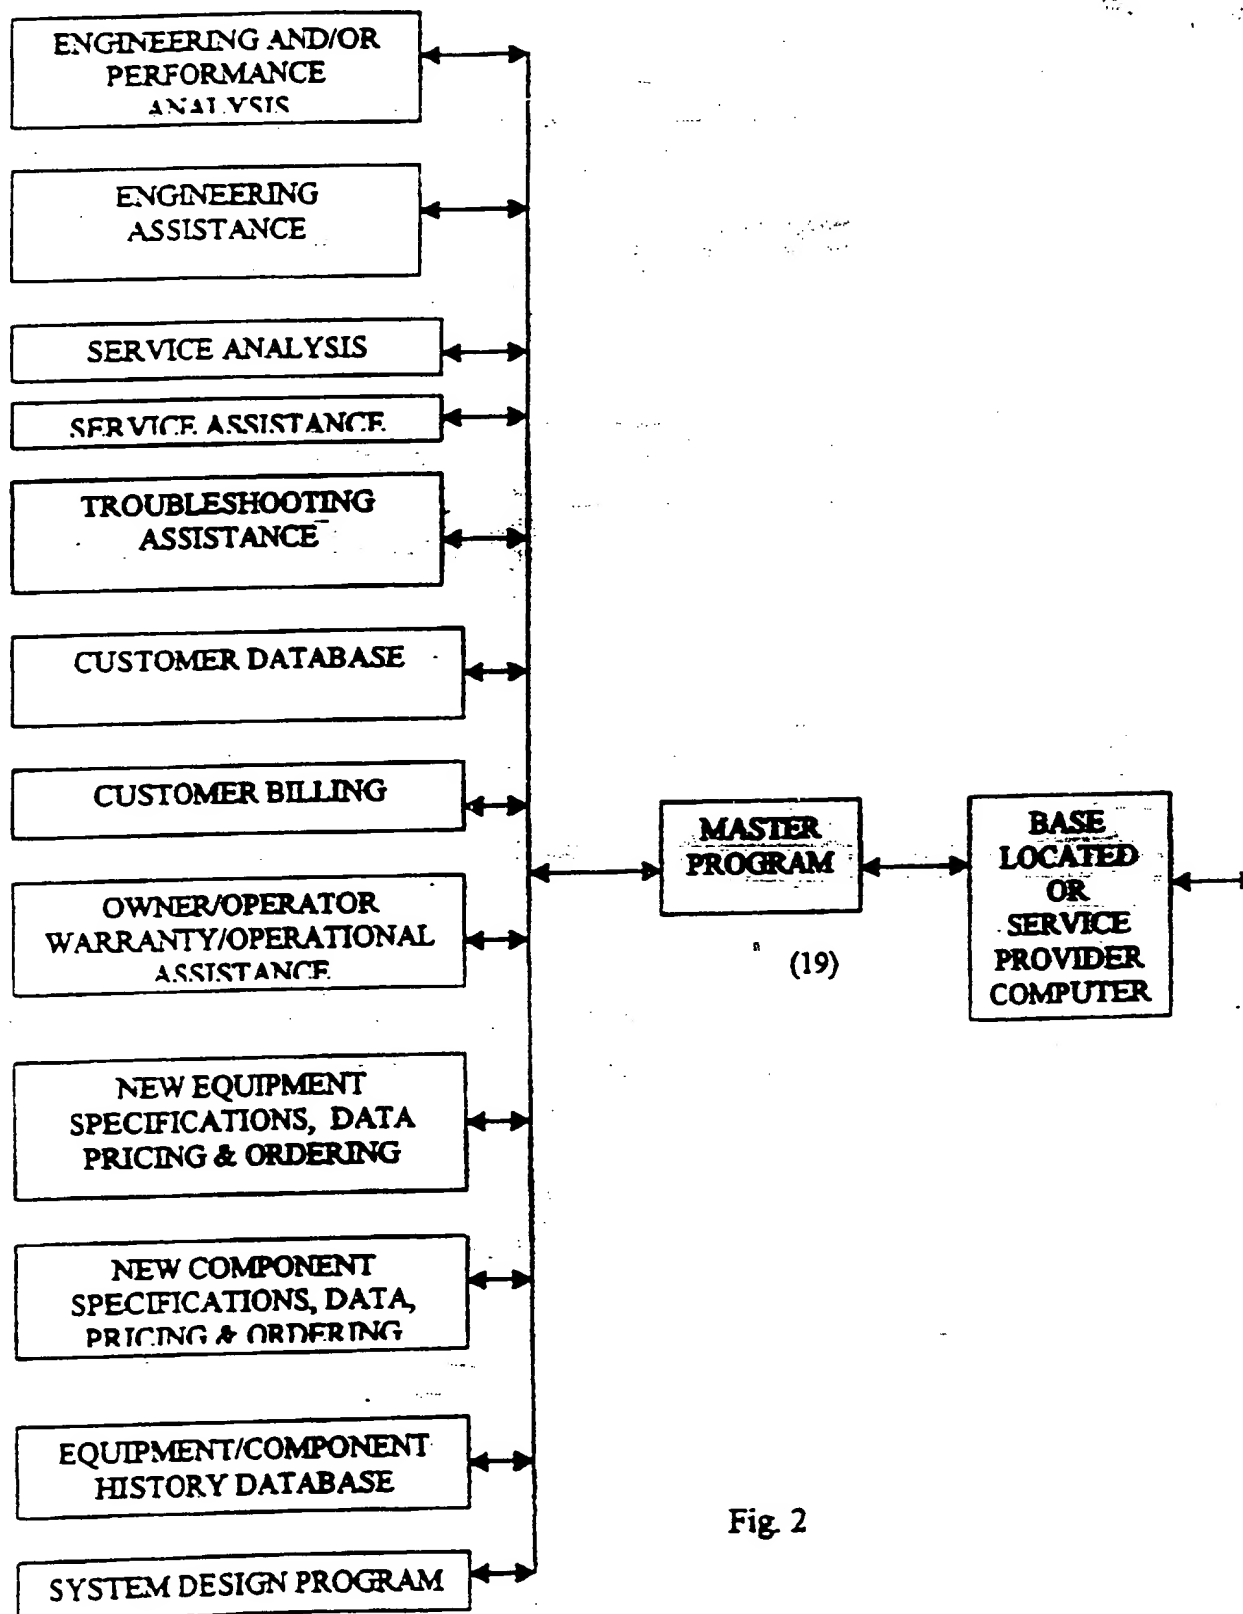 ENGINEERING AND/OR
PERFORMANCE
ANALYSIS
ENGINEERING
ASSISTANCE
SERVICE ANALYSIS
SERVICE ASSISTANCE
TROUBLESHOOTING
ASSISTANCE
CUSTOMER DATABASE
CUSTOMER BILLING
OWNER/OPERATOR
WARRANTY/OPERATIONAL
ASSISTANCE
NEW EQUIPMENT
SPECIFICATIONS, DATA
PRICING & ORDERING
NEW COMPONENT
SPECIFICATIONS, DATA,
PRICING & ORDERING
EQUIPMENT/COMPONENT
HISTORY DATABASE
SYSTEM DESIGN PROGRAM
MASTER
PROGRAM
(19)
BASE
LOCATED
OR
SERVICE
PROVIDER
COMPUTER
Fig. 2